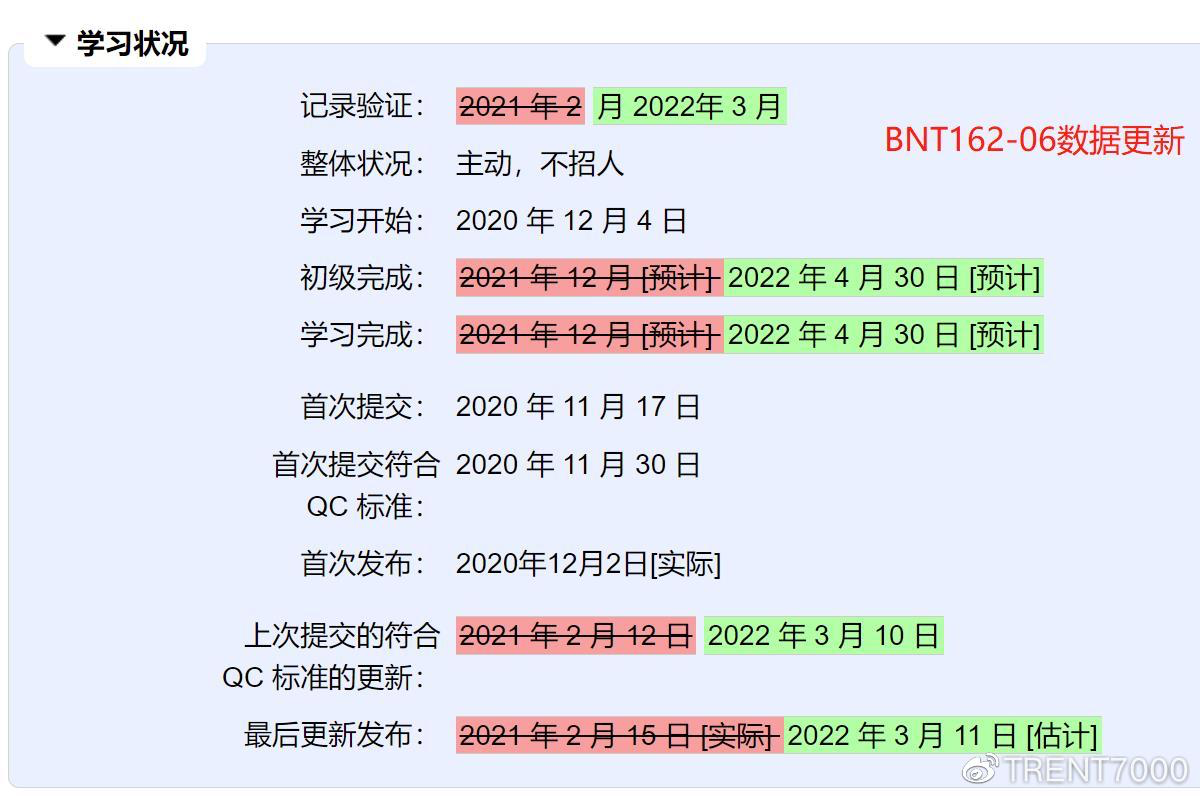 学习状况
记录验证： 2021 年 2 月 2022年 3 月
BNT162-06数据更新
整体状况： 主动，不招人
学习开始： 2020 年 12 月 4 日
初级完成： 2021 年 12 月 [预计] 2022 年 4 月 30 日 [预计]
学习完成： 2021 年 12 月 [预计] 2022 年 4 月 30 日 [预计]
首次提交： 2020 年 11 月 17 日
首次提交符合 2020 年 11 月 30 日
QC 标准：
首次发布： 2020年12月2日[实际]
上次提交的符合 2021 年 2 月 12 日 2022 年 3 月 10 日
QC 标准的更新：
最后更新发布： 2021 年 2 月 15 日 [实际] 2022 年 3 月 11 日 [估计]
TRENT7000